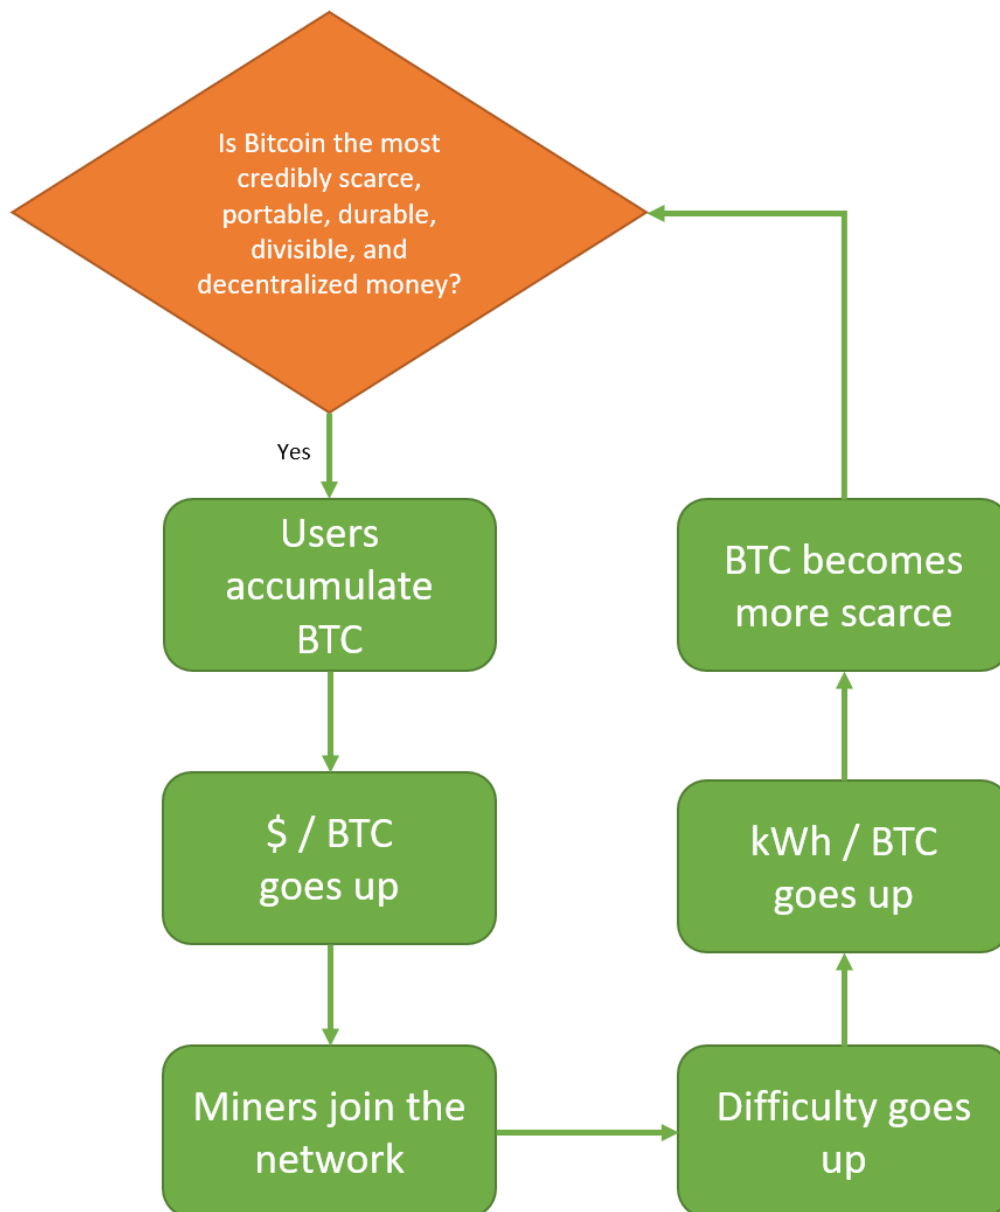 Is Bitcoin the most
credibly scarce,
portable, durable,
divisible, and
decentralized money?
Yes
Users
accumulate
BTC
$ / BTC
goes up
Miners join the
network
Difficulty goes
up
kWh / BTC
goes up
BTC becomes
more scarce